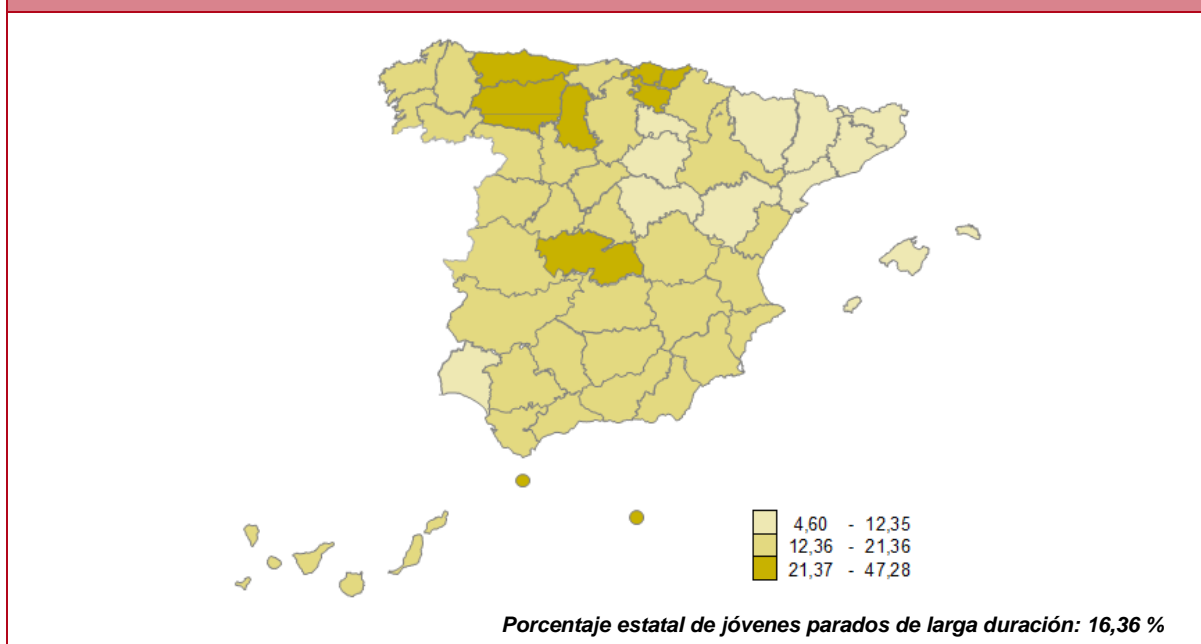 4,60 - 12,35
12,36 - 21,36
21,37 - 47,28
Porcentaje estatal de jóvenes parados de larga duración: 16,36 %